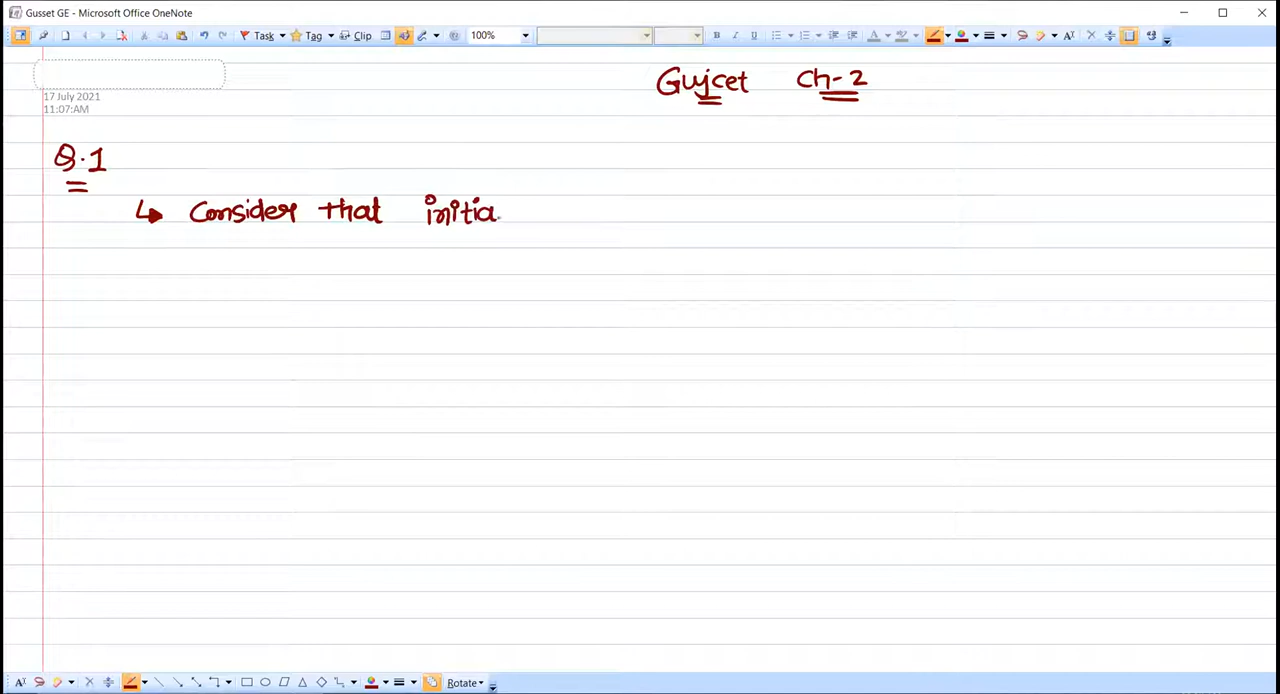 Gusset GE - Microsoft Office OneNote
Task Tag Clip 100% B I U
Gujcet Ch-2
17 July 2021
11:07:AM
Q.1
↳ Consider that initia
Rotate